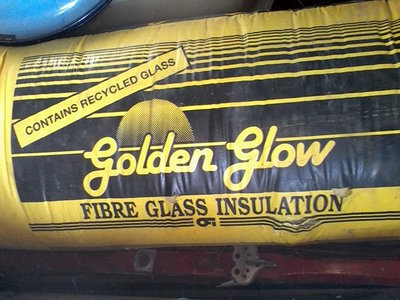 CONTAINS RECYCLED GLASS
Golden Glow
FIBRE GLASS INSULATION